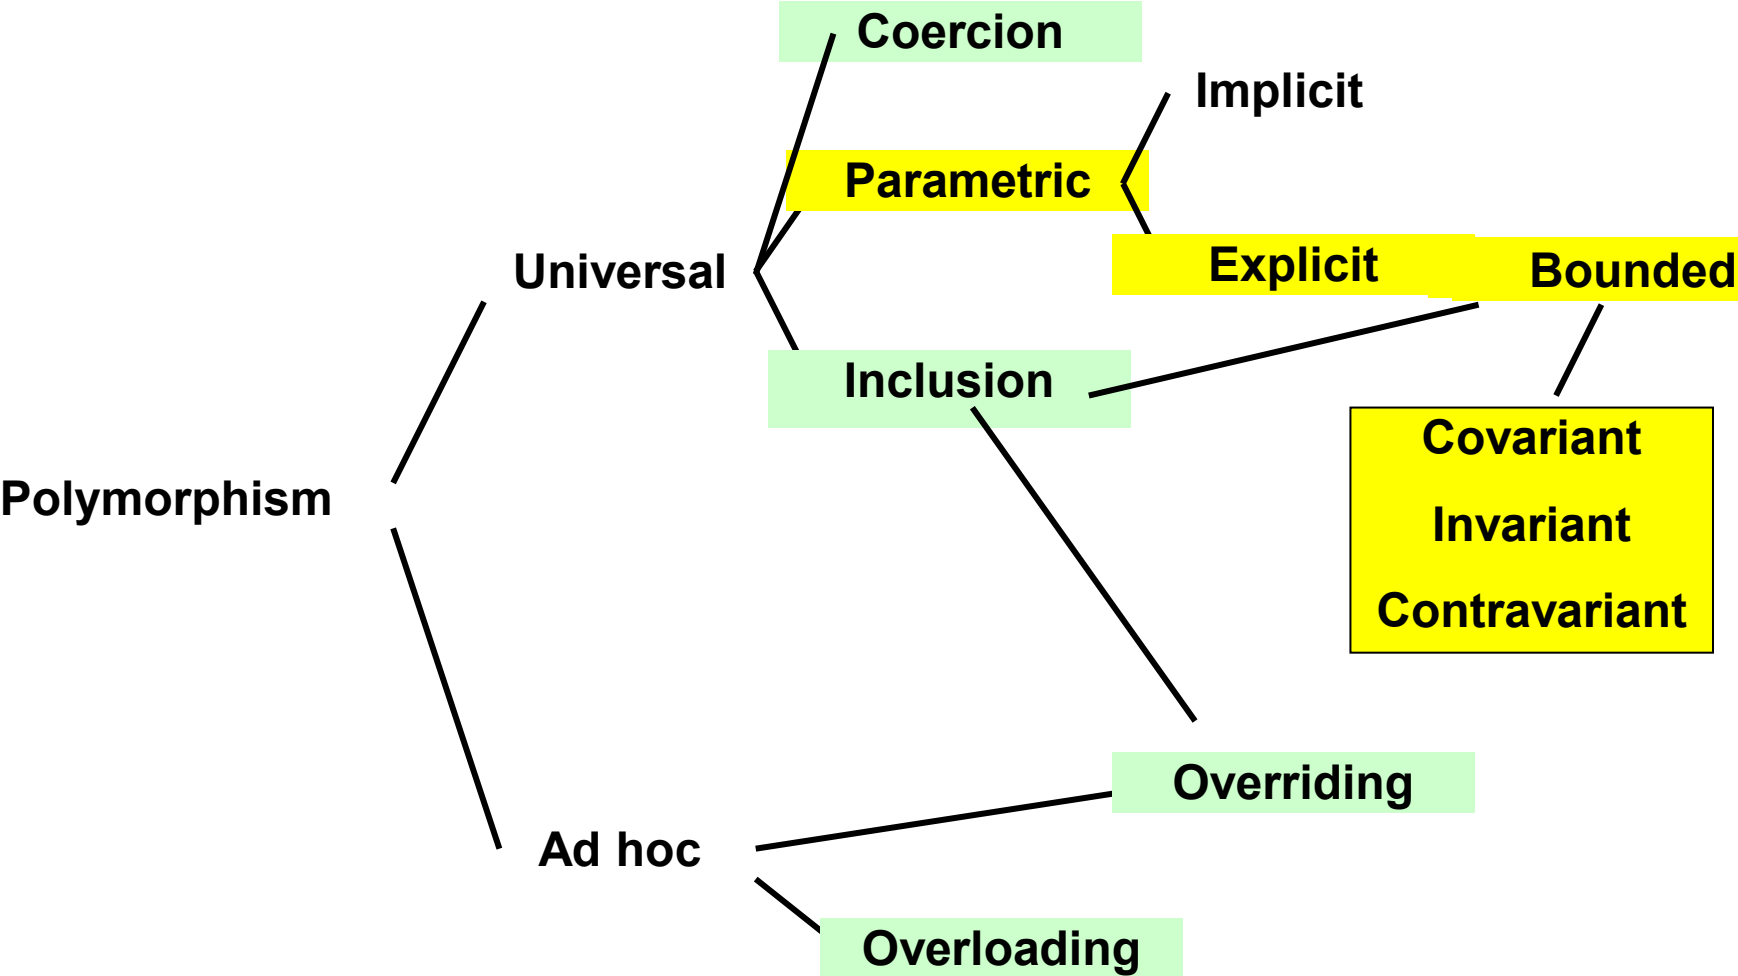 Coercion
Implicit
Parametric
Universal
Explicit
Bounded
Inclusion
Covariant
Polymorphism
Invariant
Contravariant
Overriding
Ad hoc
Overloading